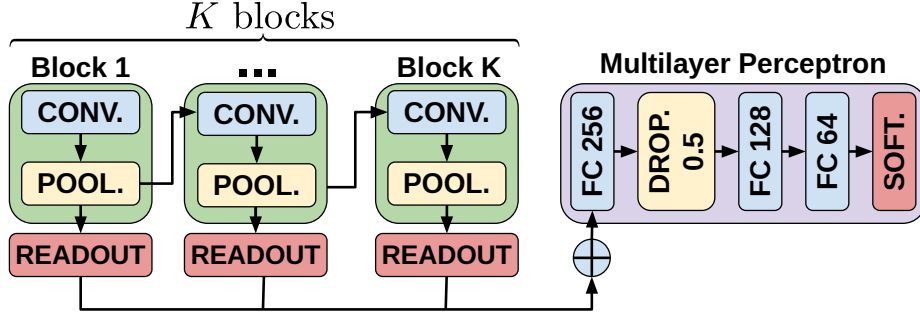 K blocks
Block 1
...
Block K
Multilayer Perceptron
CONV.
CONV.
CONV.
POOL.
POOL.
POOL.
READOUT
READOUT
READOUT
FC 256
DROP.
0.5
FC 128
FC 64
SOFT.